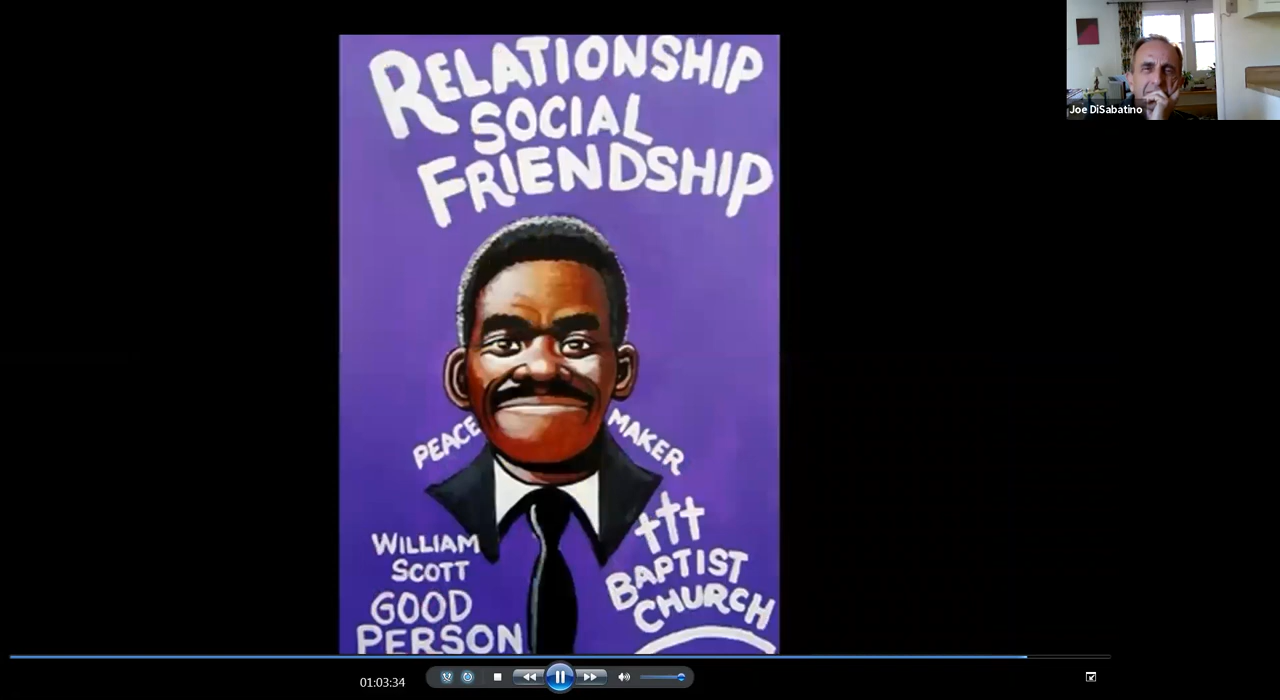 RELATIONSHIP
SOCIAL
FRIENDSHIP
PEACE
MAKER
WILLIAM
SCOTT
GOOD
PERSON
BAPTIST
CHURCH
Joe DiSabatino
01:03:34